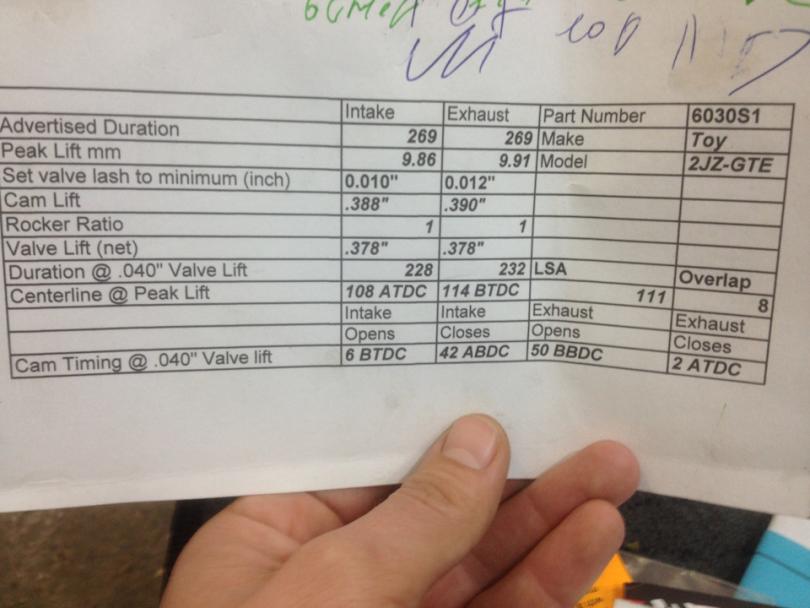 Intake Exhaust Part Number 6030S1
Advertised Duration 269 269 Make Toy
Peak Lift mm 9.86 9.91 Model 2JZ-GTE
Set valve lash to minimum (inch) 0.010" 0.012"
Cam Lift .388" .390"
Rocker Ratio 1 1
Valve Lift (net) .378" .378"
Duration @ .040" Valve Lift 228 232 LSA Overlap
Centerline @ Peak Lift 108 ATDC 114 BTDC 111 8
Intake Intake Exhaust Exhaust
Opens Closes Opens Closes
Cam Timing @ .040" Valve lift 6 BTDC 42 ABDC 50 BBDC 2 ATDC